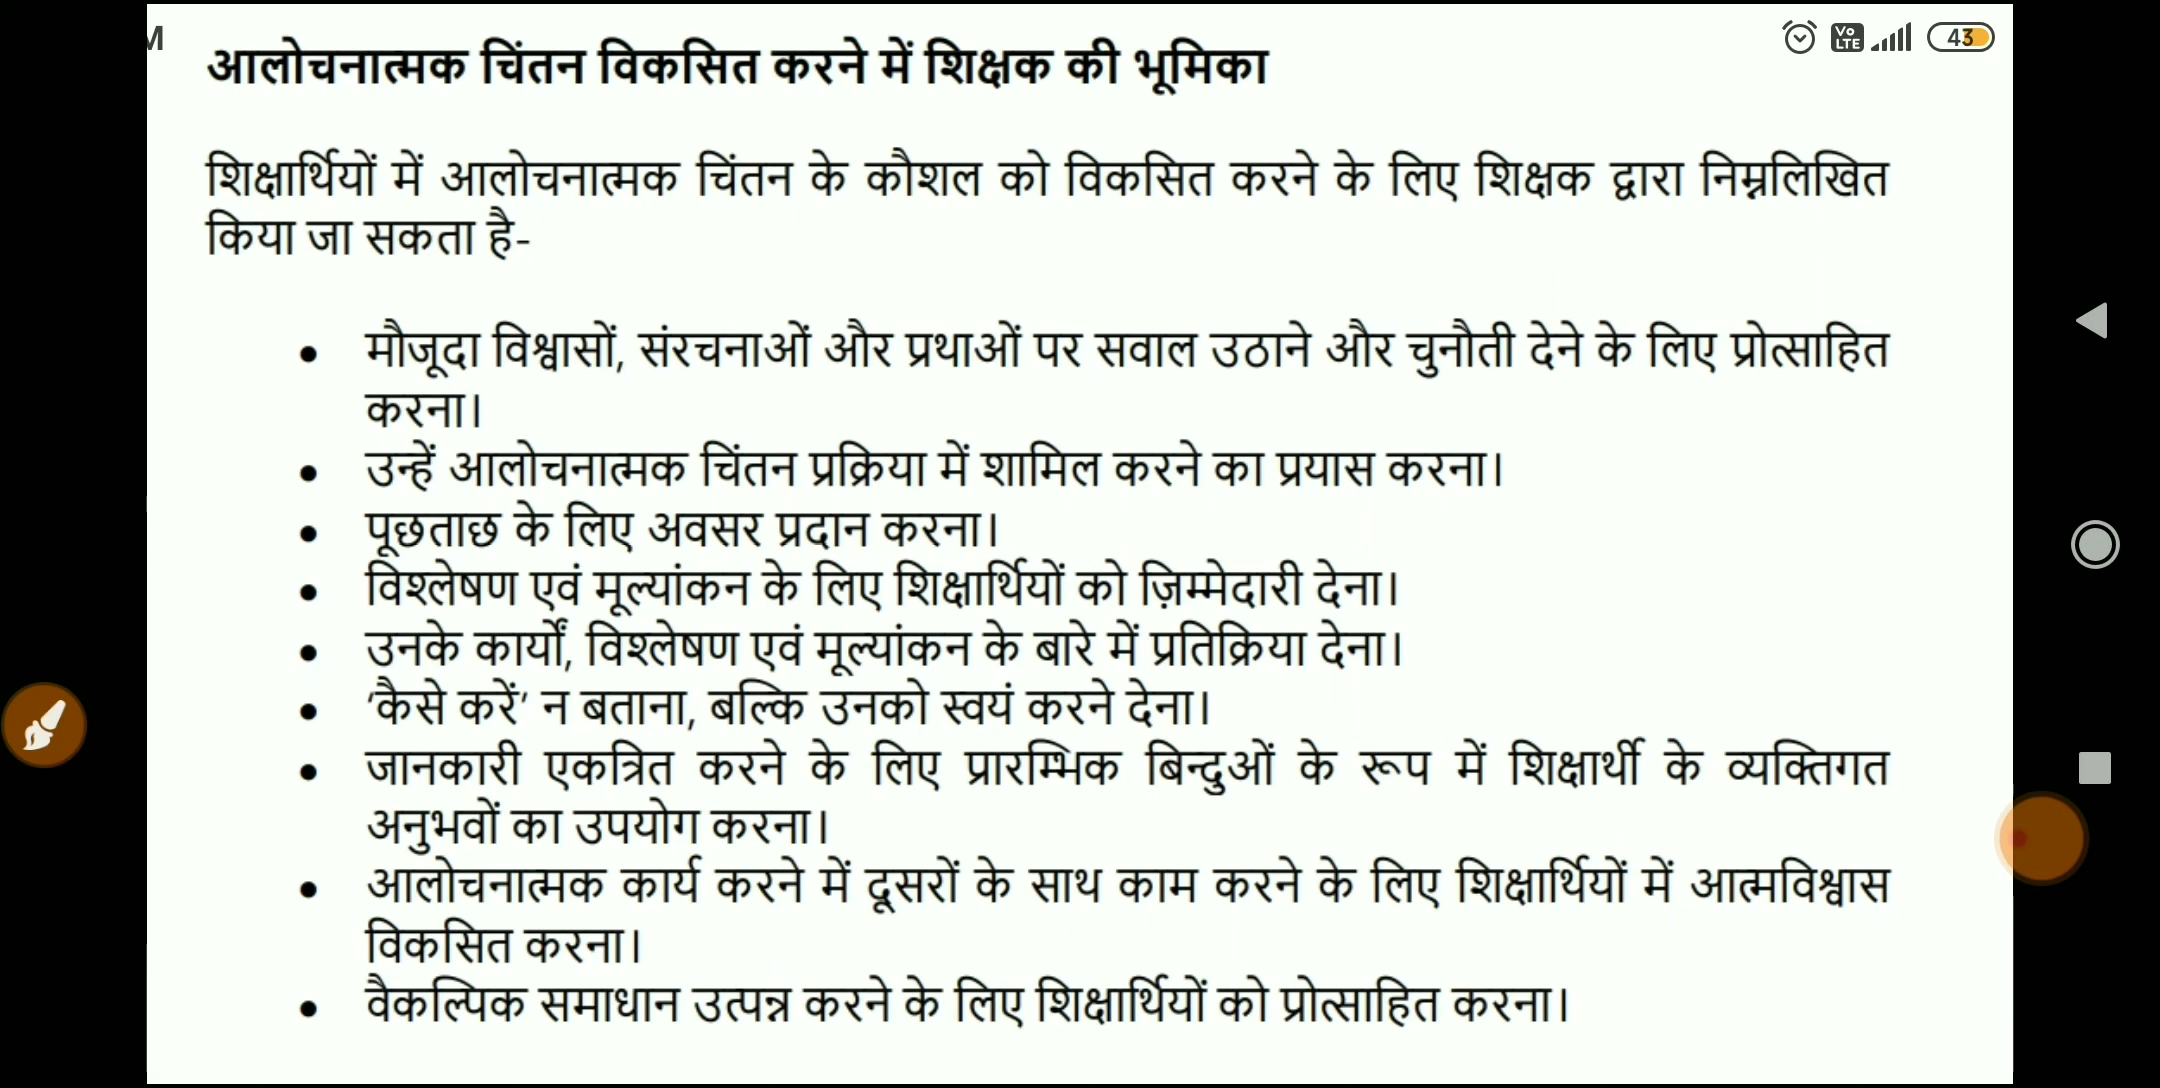 M
Vo LTE
43
आलोचनात्मक चिंतन विकसित करने में शिक्षक की भूमिका
शिक्षार्थियों में आलोचनात्मक चिंतन के कौशल को विकसित करने के लिए शिक्षक द्वारा निम्नलिखित
किया जा सकता है-
• मौजूदा विश्वासों, संरचनाओं और प्रथाओं पर सवाल उठाने और चुनौती देने के लिए प्रोत्साहित
करना।
• उन्हें आलोचनात्मक चिंतन प्रक्रिया में शामिल करने का प्रयास करना।
• पूछताछ के लिए अवसर प्रदान करना।
• विश्लेषण एवं मूल्यांकन के लिए शिक्षार्थियों को ज़िम्मेदारी देना।
• उनके कार्यों, विश्लेषण एवं मूल्यांकन के बारे में प्रतिक्रिया देना।
• ‘कैसे करें’ न बताना, बल्कि उनको स्वयं करने देना।
• जानकारी एकत्रित करने के लिए प्रारम्भिक बिन्दुओं के रूप में शिक्षार्थी के व्यक्तिगत
अनुभवों का उपयोग करना।
• आलोचनात्मक कार्य करने में दूसरों के साथ काम करने के लिए शिक्षार्थियों में आत्मविश्वास
विकसित करना।
• वैकल्पिक समाधान उत्पन्न करने के लिए शिक्षार्थियों को प्रोत्साहित करना।